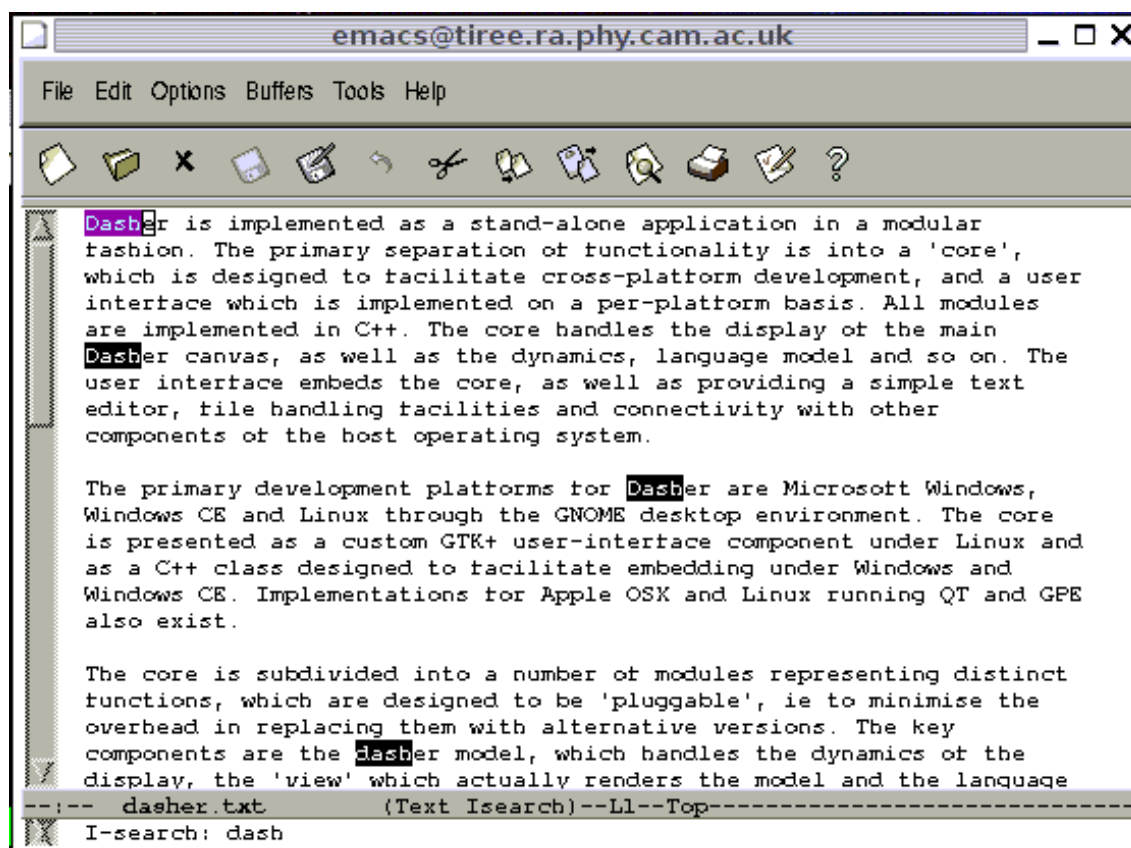 emacs@tiree.ra.phy.cam.ac.uk
File Edit Options Buffers Tools Help
Dasher is implemented as a stand-alone application in a modular
fashion. The primary separation of functionality is into a 'core',
which is designed to facilitate cross-platform development, and a user
interface which is implemented on a per-platform basis. All modules
are implemented in C++. The core handles the display of the main
Dasher canvas, as well as the dynamics, language model and so on. The
user interface embeds the core, as well as providing a simple text
editor, file handling facilities and connectivity with other
components of the host operating system.
The primary development platforms for Dasher are Microsoft Windows,
Windows CE and Linux through the GNOME desktop environment. The core
is presented as a custom GTK+ user-interface component under Linux and
as a C++ class designed to facilitate embedding under Windows and
Windows CE. Implementations for Apple OSX and Linux running QT and GPE
also exist.
The core is subdivided into a number of modules representing distinct
functions, which are designed to be 'pluggable', ie to minimise the
overhead in replacing them with alternative versions. The key
components are the dasher model, which handles the dynamics of the
display, the 'view' which actually renders the model and the language
--:-- dasher.txt (Text Isearch)--L1--Top------------------------------
I-search: dash